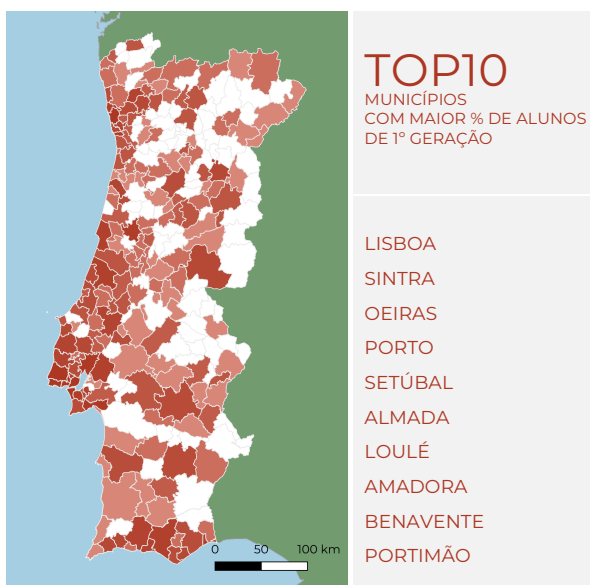 TOP10
MUNICÍPIOS
COM MAIOR % DE ALUNOS
DE 1º GERAÇÃO
LISBOA
SINTRA
OEIRAS
PORTO
SETÚBAL
ALMADA
LOULÉ
AMADORA
BENAVENTE
PORTIMÃO
0 50 100 km